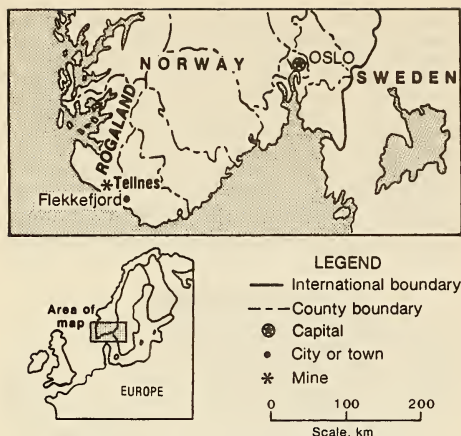 NORWAY
OSLO
SWEDEN
ROGALAND
Tellnes
Flekkefjord
Area of
map
EUROPE
LEGEND
International boundary
County boundary
Capital
City or town
Mine
0 100 200
Scale, km